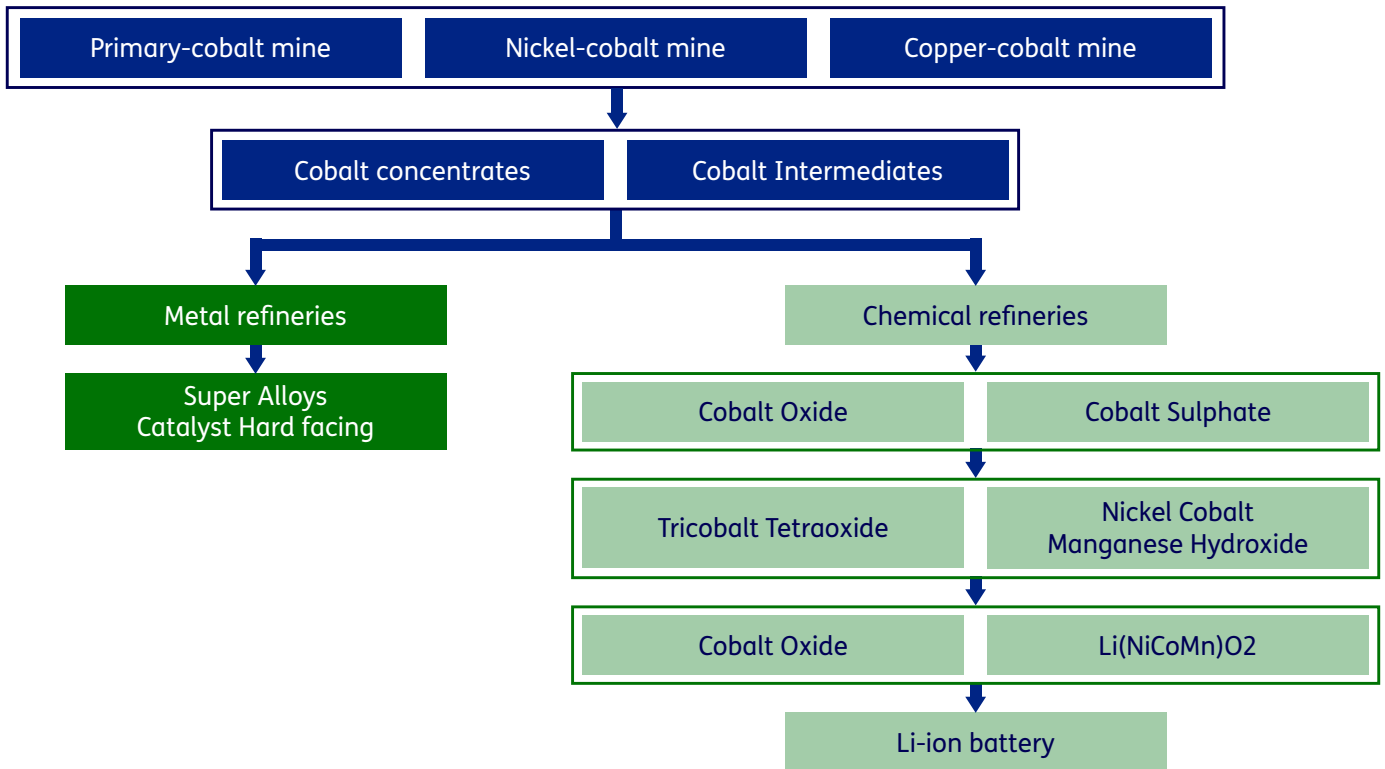 Primary-cobalt mine
Nickel-cobalt mine
Copper-cobalt mine
Cobalt concentrates
Cobalt Intermediates
Metal refineries
Chemical refineries
Super Alloys
Catalyst Hard facing
Cobalt Oxide
Cobalt Sulphate
Tricobalt Tetraoxide
Nickel Cobalt
Manganese Hydroxide
Cobalt Oxide
Li(NiCoMn)O2
Li-ion battery